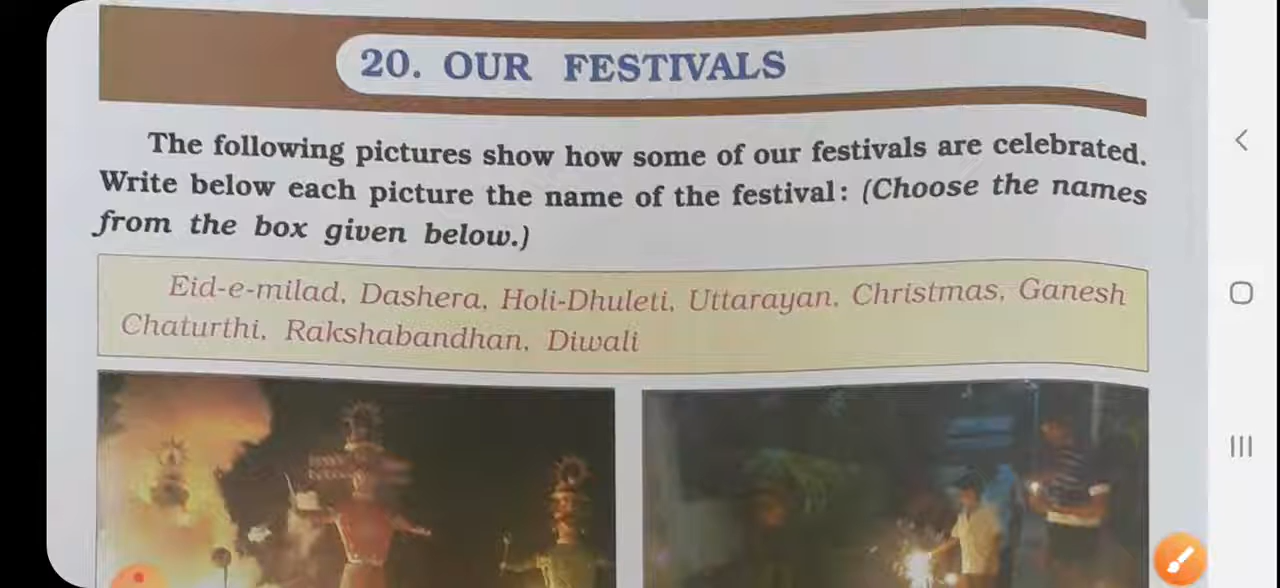 20. OUR FESTIVALS
The following pictures show how some of our festivals are celebrated.
Write below each picture the name of the festival: (Choose the names
from the box given below.)
Eid-e-milad, Dashera, Holi-Dhuleti, Uttarayan, Christmas, Ganesh
Chaturthi, Rakshabandhan, Diwali